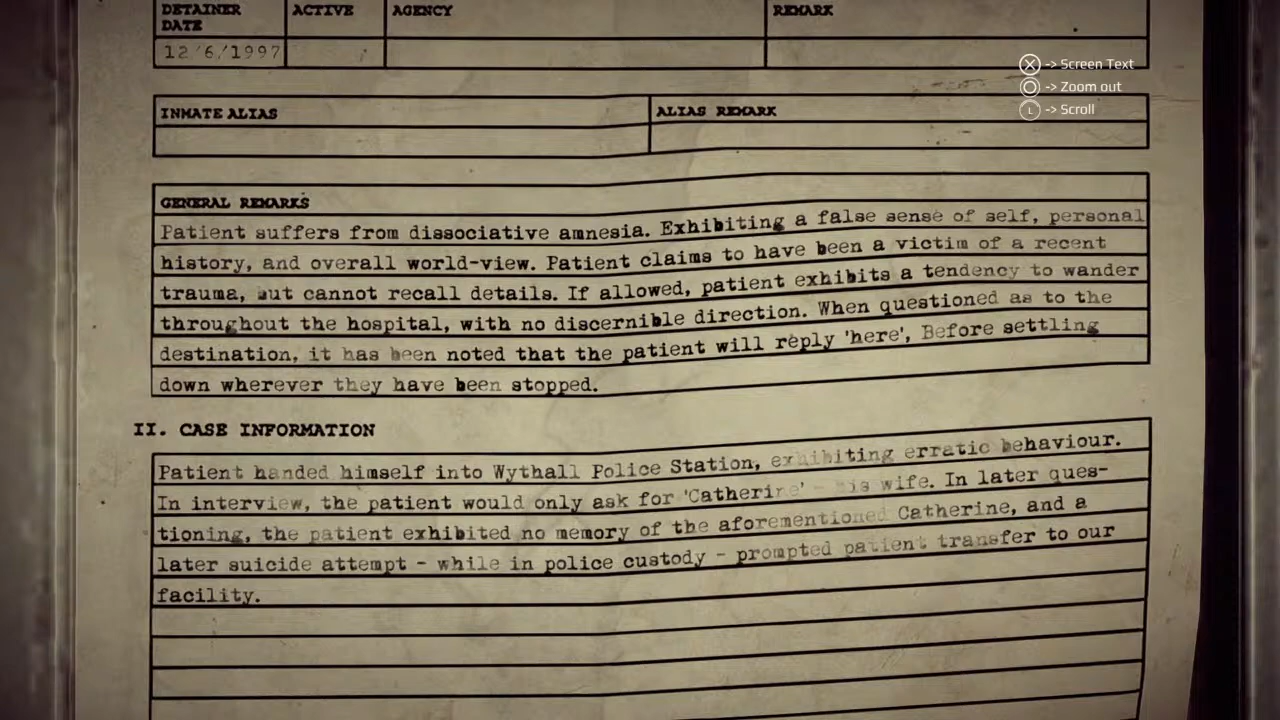 DETAINER DATE
ACTIVE
AGENCY
REMARK
12/6/1997
X -> Screen Text
O -> Zoom out
L -> Scroll
INMATE ALIAS
ALIAS REMARK
GENERAL REMARKS
Patient suffers from dissociative amnesia. Exhibiting a false sense of self, personal
history, and overall world-view. Patient claims to have been a victim of a recent
trauma, but cannot recall details. If allowed, patient exhibits a tendency to wander
throughout the hospital, with no discernible direction. When questioned as to the
destination, it has been noted that the patient will reply 'here', Before settling
down wherever they have been stopped.
II. CASE INFORMATION
Patient handed himself into Wythall Police Station, exhibiting erratic behaviour.
In interview, the patient would only ask for 'Catherine' - his wife. In later ques-
tioning, the patient exhibited no memory of the aforementioned Catherine, and a
later suicide attempt - while in police custody - prompted patient transfer to our
facility.